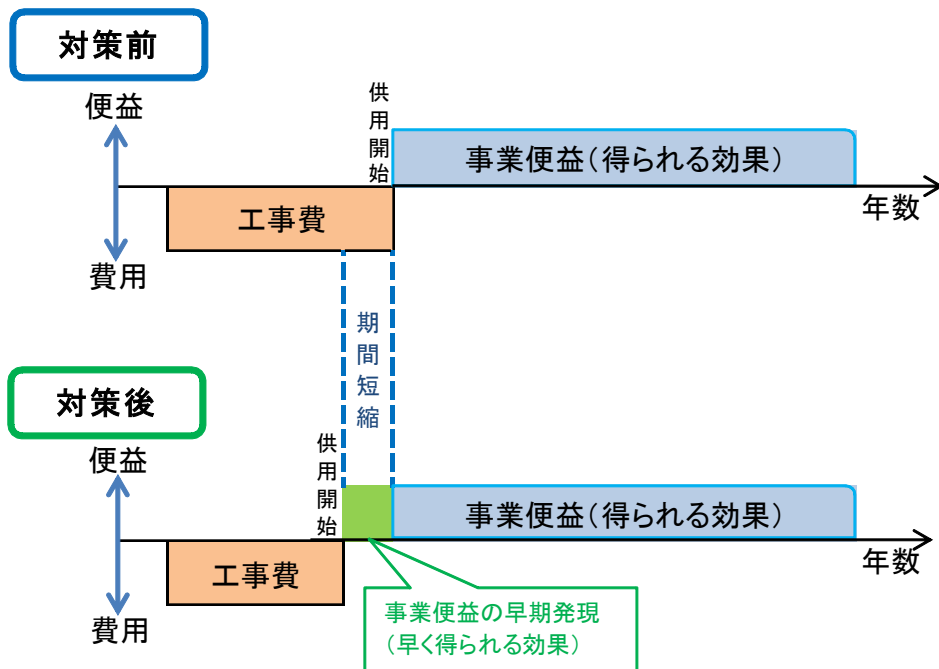 対策前
便益
供用開始
事業便益(得られる効果)
年数
工事費
費用
期間短縮
対策後
便益
供用開始
事業便益(得られる効果)
年数
工事費
費用
事業便益の早期発現
(早く得られる効果)